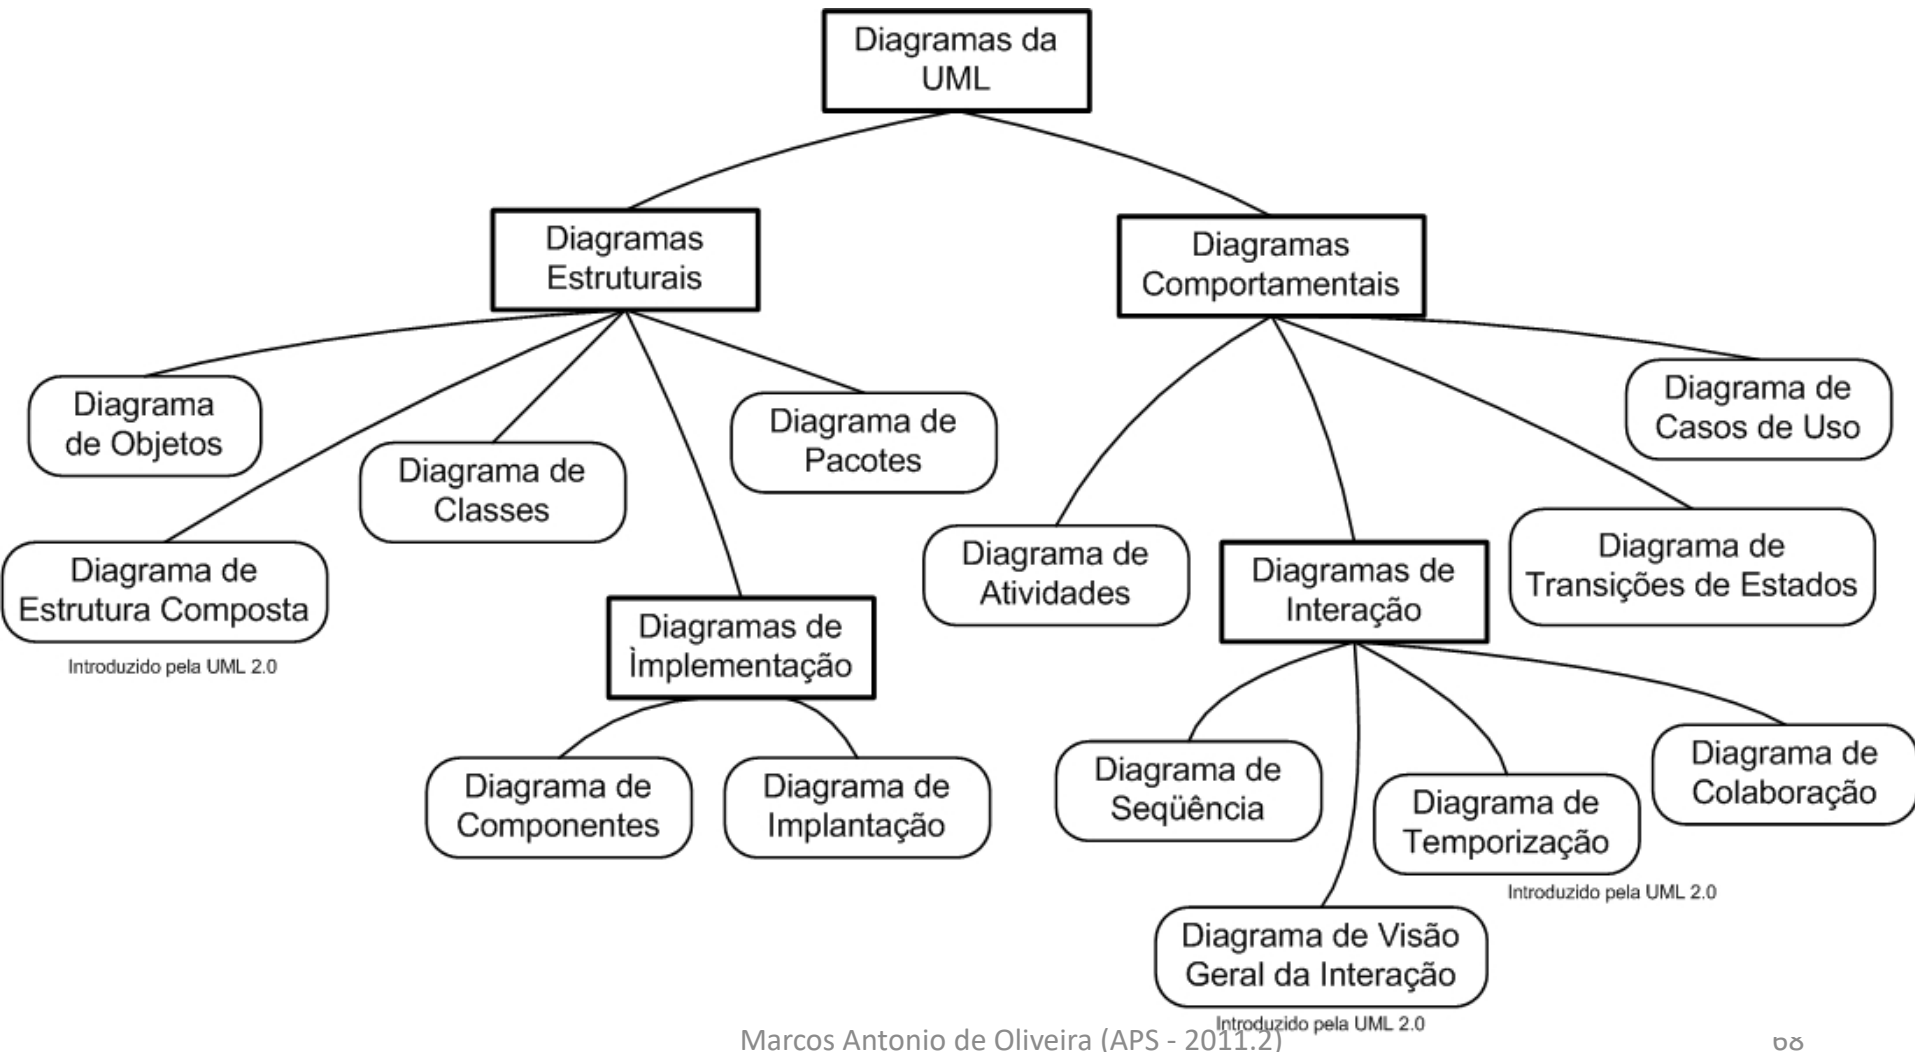 Diagramas da
UML
Diagramas
Estruturais
Diagramas
Comportamentais
Diagrama
de Objetos
Diagrama de
Estrutura Composta
Introduzido pela UML 2.0
Diagrama de
Classes
Diagrama de
Pacotes
Diagramas de
Ìmplementação
Diagrama de
Componentes
Diagrama de
Implantação
Diagrama de
Casos de Uso
Diagrama de
Atividades
Diagramas de
Interação
Diagrama de
Transições de Estados
Diagrama de
Seqüência
Diagrama de
Temporização
Introduzido pela UML 2.0
Diagrama de
Colaboração
Diagrama de Visão
Geral da Interação
Introduzido pela UML 2.0
Marcos Antonio de Oliveira (APS - 2011.2)
68